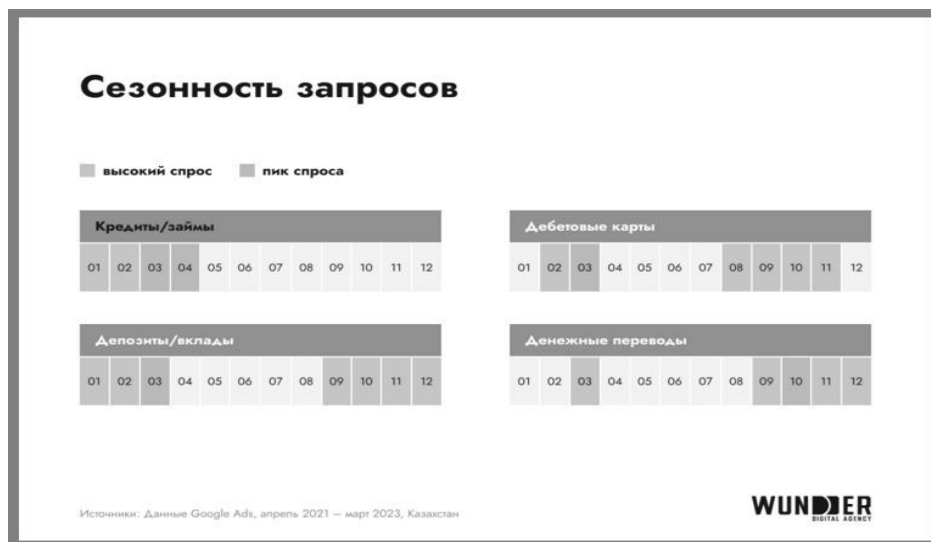 Сезонность запросов
высокий спрос пик спроса
Кредиты/займы
01 02 03 04 05 06 07 08 09 10 11 12
Дебетовые карты
01 02 03 04 05 06 07 08 09 10 11 12
Депозиты/вклады
01 02 03 04 05 06 07 08 09 10 11 12
Денежные переводы
01 02 03 04 05 06 07 08 09 10 11 12
Источники: Данные Google Ads, апрель 2021 – март 2023, Казахстан
WUNDER
DIGITAL AGENCY